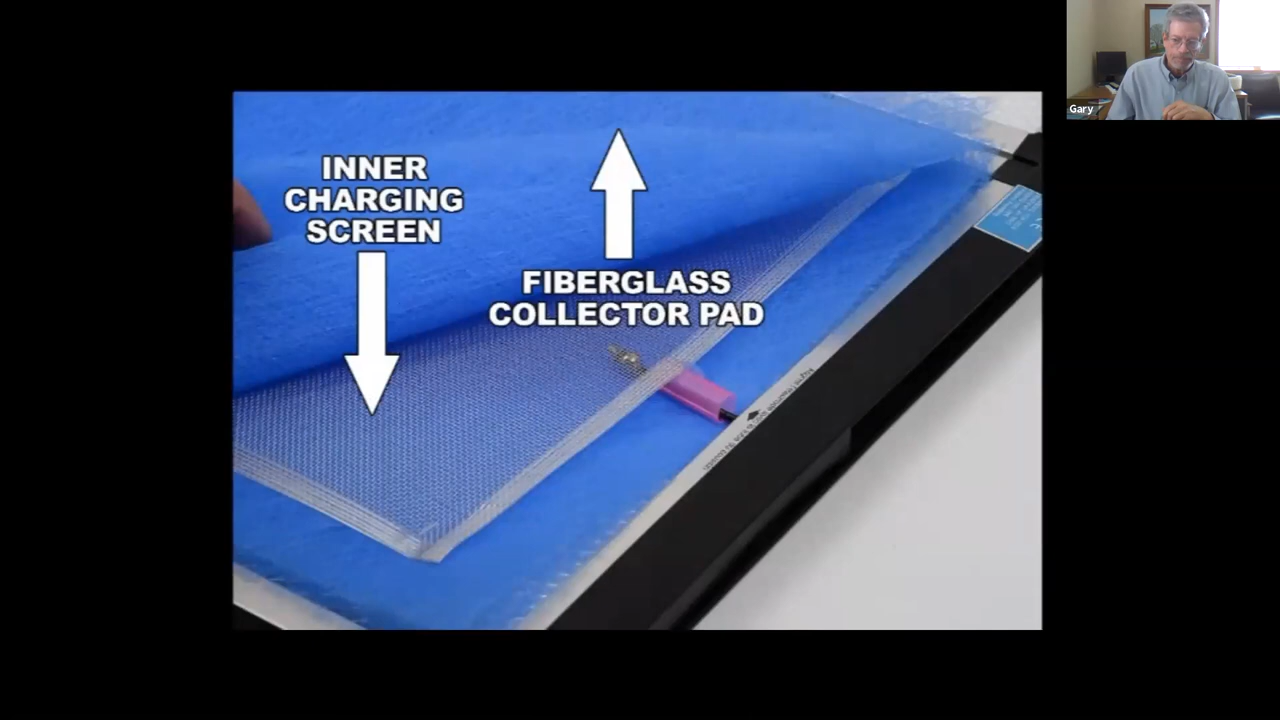 INNER
CHARGING
SCREEN
FIBERGLASS
COLLECTOR PAD
Gary